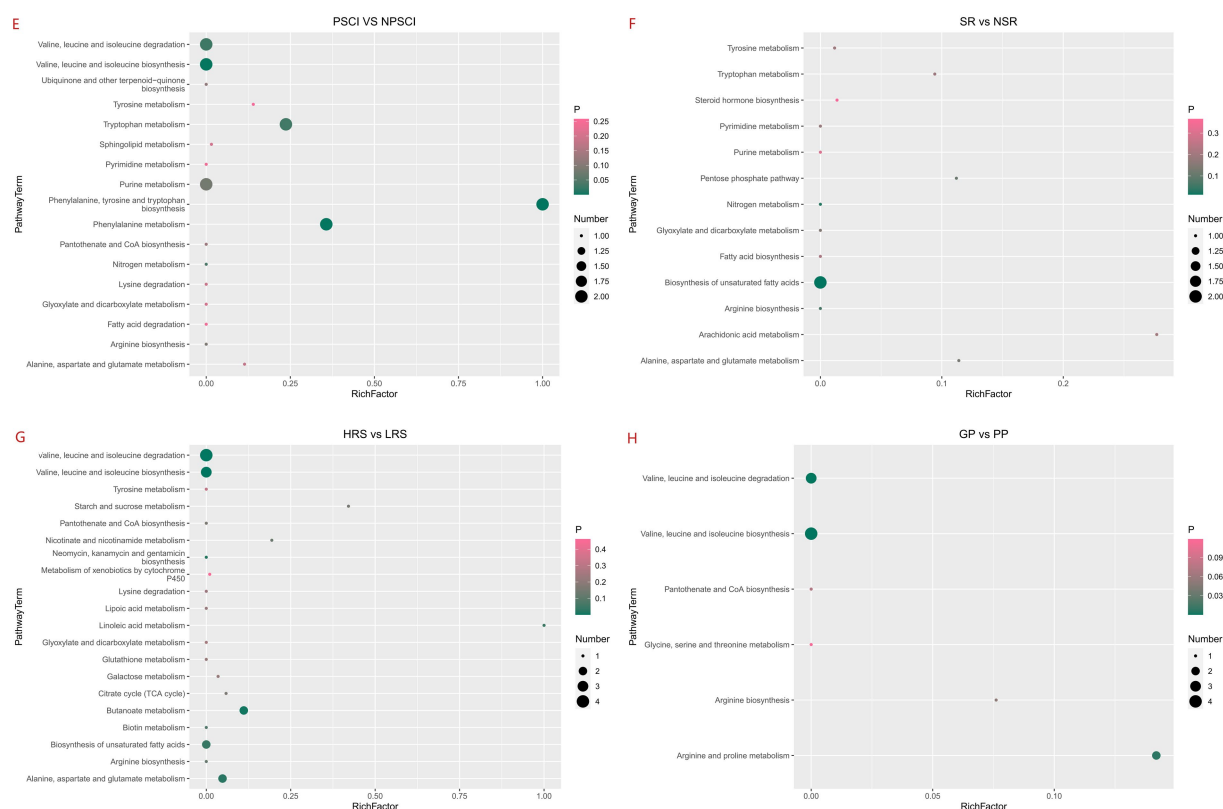 E
PSCI VS NPSCI
Valine, leucine and isoleucine degradation
Valine, leucine and isoleucine biosynthesis
Ubiquinone and other terpenoid−quinone
biosynthesis
Tyrosine metabolism
Tryptophan metabolism
Sphingolipid metabolism
Pyrimidine metabolism
Purine metabolism
Phenylalanine, tyrosine and tryptophan
biosynthesis
Phenylalanine metabolism
Pantothenate and CoA biosynthesis
Nitrogen metabolism
Lysine degradation
Glyoxylate and dicarboxylate metabolism
Fatty acid degradation
Arginine biosynthesis
Alanine, aspartate and glutamate metabolism
PathwayTerm
0.00 0.25 0.50 0.75 1.00
RichFactor
P
0.25
0.20
0.15
0.10
0.05
Number
1.00
1.25
1.50
1.75
2.00
F
SR vs NSR
Tyrosine metabolism
Tryptophan metabolism
Steroid hormone biosynthesis
Pyrimidine metabolism
Purine metabolism
Pentose phosphate pathway
Nitrogen metabolism
Glyoxylate and dicarboxylate metabolism
Fatty acid biosynthesis
Biosynthesis of unsaturated fatty acids
Arginine biosynthesis
Arachidonic acid metabolism
Alanine, aspartate and glutamate metabolism
PathwayTerm
0.0 0.1 0.2
RichFactor
P
0.3
0.2
0.1
Number
1.00
1.25
1.50
1.75
2.00
G
HRS vs LRS
valine, leucine and isoleucine degradation
Valine, leucine and isoleucine biosynthesis
Tyrosine metabolism
Starch and sucrose metabolism
Pantothenate and CoA biosynthesis
Nicotinate and nicotinamide metabolism
Neomycin, kanamycin and gentamicin
biosynthesis
Metabolism of xenobiotics by cytochrome
P450
Lysine degradation
Lipoic acid metabolism
Linoleic acid metabolism
Glyoxylate and dicarboxylate metabolism
Glutathione metabolism
Galactose metabolism
Citrate cycle (TCA cycle)
Butanoate metabolism
Biotin metabolism
Biosynthesis of unsaturated fatty acids
Arginine biosynthesis
Alanine, aspartate and glutamate metabolism
PathwayTerm
0.00 0.25 0.50 0.75 1.00
RichFactor
P
0.4
0.3
0.2
0.1
Number
1
2
3
4
H
GP vs PP
Valine, leucine and isoleucine degradation
Valine, leucine and isoleucine biosynthesis
Pantothenate and CoA biosynthesis
Glycine, serine and threonine metabolism
Arginine biosynthesis
Arginine and proline metabolism
PathwayTerm
0.00 0.05 0.10
RichFactor
P
0.09
0.06
0.03
Number
1
2
3
4